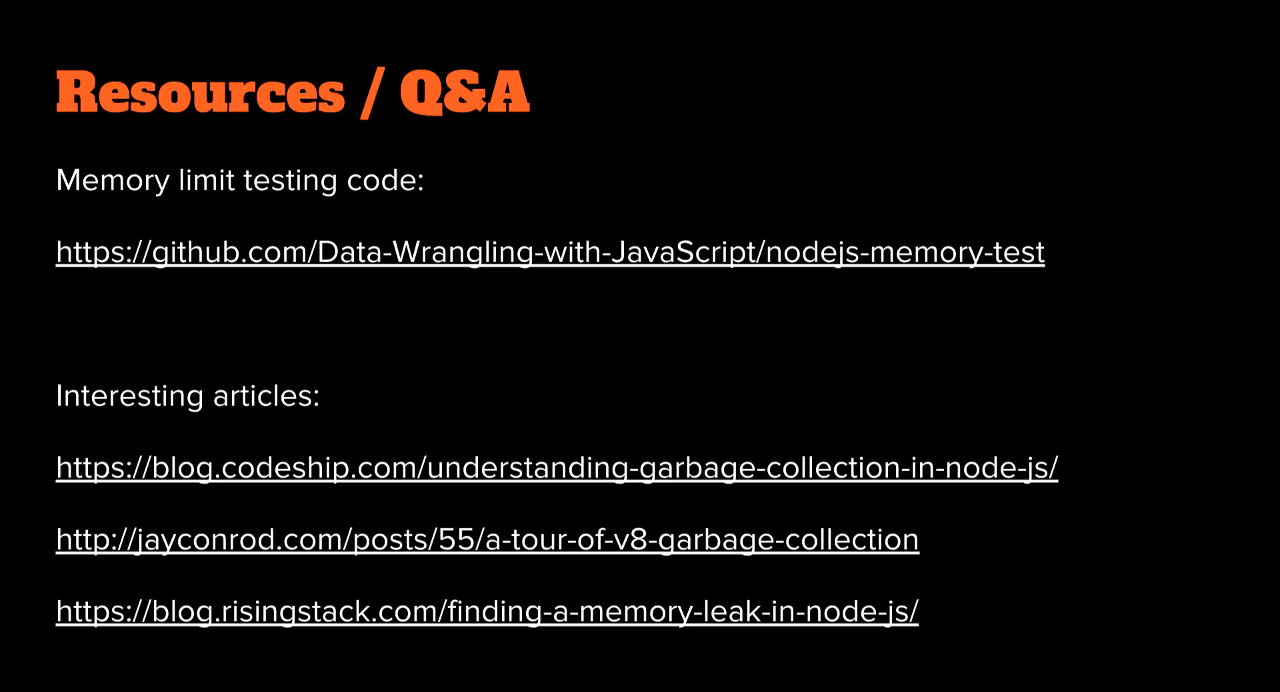 Resources / Q&A
Memory limit testing code:
https://github.com/Data-Wrangling-with-JavaScript/nodejs-memory-test
Interesting articles:
https://blog.codeship.com/understanding-garbage-collection-in-node-js/
http://jayconrod.com/posts/55/a-tour-of-v8-garbage-collection
https://blog.risingstack.com/finding-a-memory-leak-in-node-js/